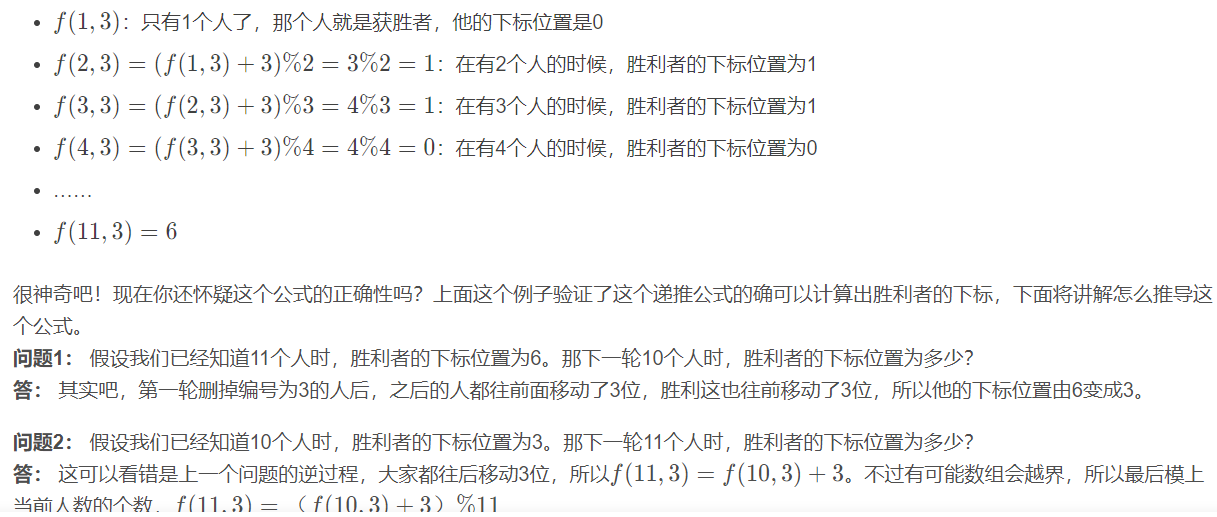 • f(1,3)：只有1个人了，那个人就是获胜者，他的下标位置是0
• f(2,3) = (f(1,3) + 3)%2 = 3%2 = 1：在有2个人的时候，胜利者的下标位置为1
• f(3,3) = (f(2,3) + 3)%3 = 4%3 = 1：在有3个人的时候，胜利者的下标位置为1
• f(4,3) = (f(3,3) + 3)%4 = 4%4 = 0：在有4个人的时候，胜利者的下标位置为0
• ……
• f(11,3) = 6
很神奇吧！现在你还怀疑这个公式的正确性吗？上面这个例子验证了这个递推公式的确可以计算出胜利者的下标，下面将讲解怎么推导这
个公式。
问题1： 假设我们已经知道11个人时，胜利者的下标位置为6。那下一轮10个人时，胜利者的下标位置为多少？
答： 其实吧，第一轮删掉编号为3的人后，之后的人都往前面移动了3位，胜利这也往前移动了3位，所以他的下标位置由6变成3。
问题2： 假设我们已经知道10个人时，胜利者的下标位置为3。那下一轮11个人时，胜利者的下标位置为多少？
答： 这可以看错是上一个问题的逆过程，大家都往后移动3位，所以f(11,3) = f(10,3) + 3。不过有可能数组会越界，所以最后模上
当前人数的个数，f(11,3) = （f(10,3) + 3）%11